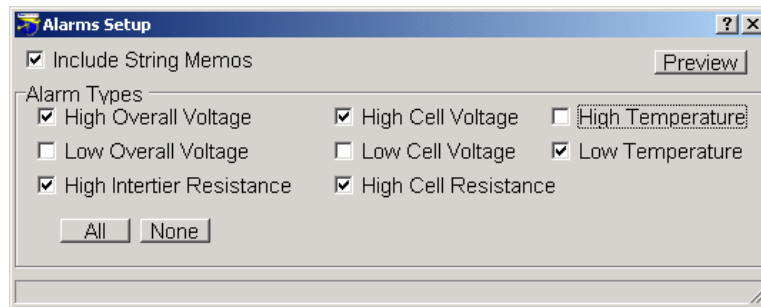 Alarms Setup
Include String Memos
Preview
Alarm Types
High Overall Voltage High Cell Voltage High Temperature
Low Overall Voltage Low Cell Voltage Low Temperature
High Intertier Resistance High Cell Resistance
All None